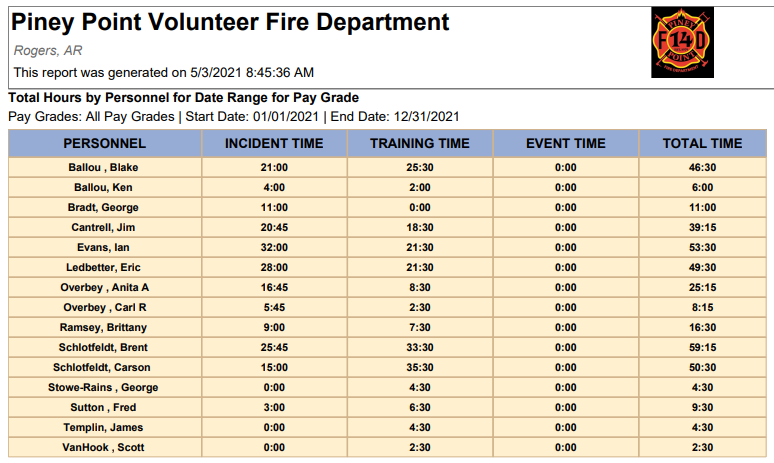 Piney Point Volunteer Fire Department
Rogers, AR
This report was generated on 5/3/2021 8:45:36 AM
PINEY
F 14 D
POINT
FIRE DEPARTMENT
Total Hours by Personnel for Date Range for Pay Grade
Pay Grades: All Pay Grades | Start Date: 01/01/2021 | End Date: 12/31/2021
PERSONNEL INCIDENT TIME TRAINING TIME EVENT TIME TOTAL TIME
Ballou , Blake 21:00 25:30 0:00 46:30
Ballou, Ken 4:00 2:00 0:00 6:00
Bradt, George 11:00 0:00 0:00 11:00
Cantrell, Jim 20:45 18:30 0:00 39:15
Evans, Ian 32:00 21:30 0:00 53:30
Ledbetter, Eric 28:00 21:30 0:00 49:30
Overbey , Anita A 16:45 8:30 0:00 25:15
Overbey , Carl R 5:45 2:30 0:00 8:15
Ramsey, Brittany 9:00 7:30 0:00 16:30
Schlotfeldt, Brent 25:45 33:30 0:00 59:15
Schlotfeldt, Carson 15:00 35:30 0:00 50:30
Stowe-Rains , George 0:00 4:30 0:00 4:30
Sutton , Fred 3:00 6:30 0:00 9:30
Templin, James 0:00 4:30 0:00 4:30
VanHook , Scott 0:00 2:30 0:00 2:30